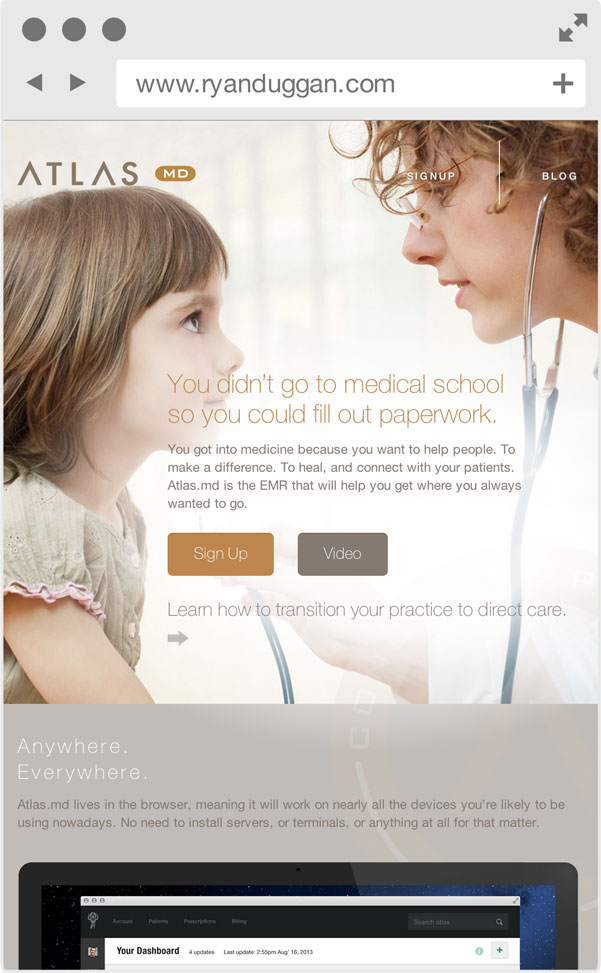 www.ryanduggan.com
ATLAS MD
SIGNUP
BLOG
You didn't go to medical school
so you could fill out paperwork.
You got into medicine because you want to help people. To
make a difference. To heal, and connect with your patients.
Atlas.md is the EMR that will help you get where you always
wanted to go.
Sign Up
Video
Learn how to transition your practice to direct care.
Anywhere.
Everywhere.
Atlas.md lives in the browser, meaning it will work on nearly all the devices you're likely to be
using nowadays. No need to install servers, or terminals, or anything at all for that matter.
Account Patients Prescriptions Billing
Search atlas
Your Dashboard 4 updates Last update: 2:55pm Aug' 16, 2013